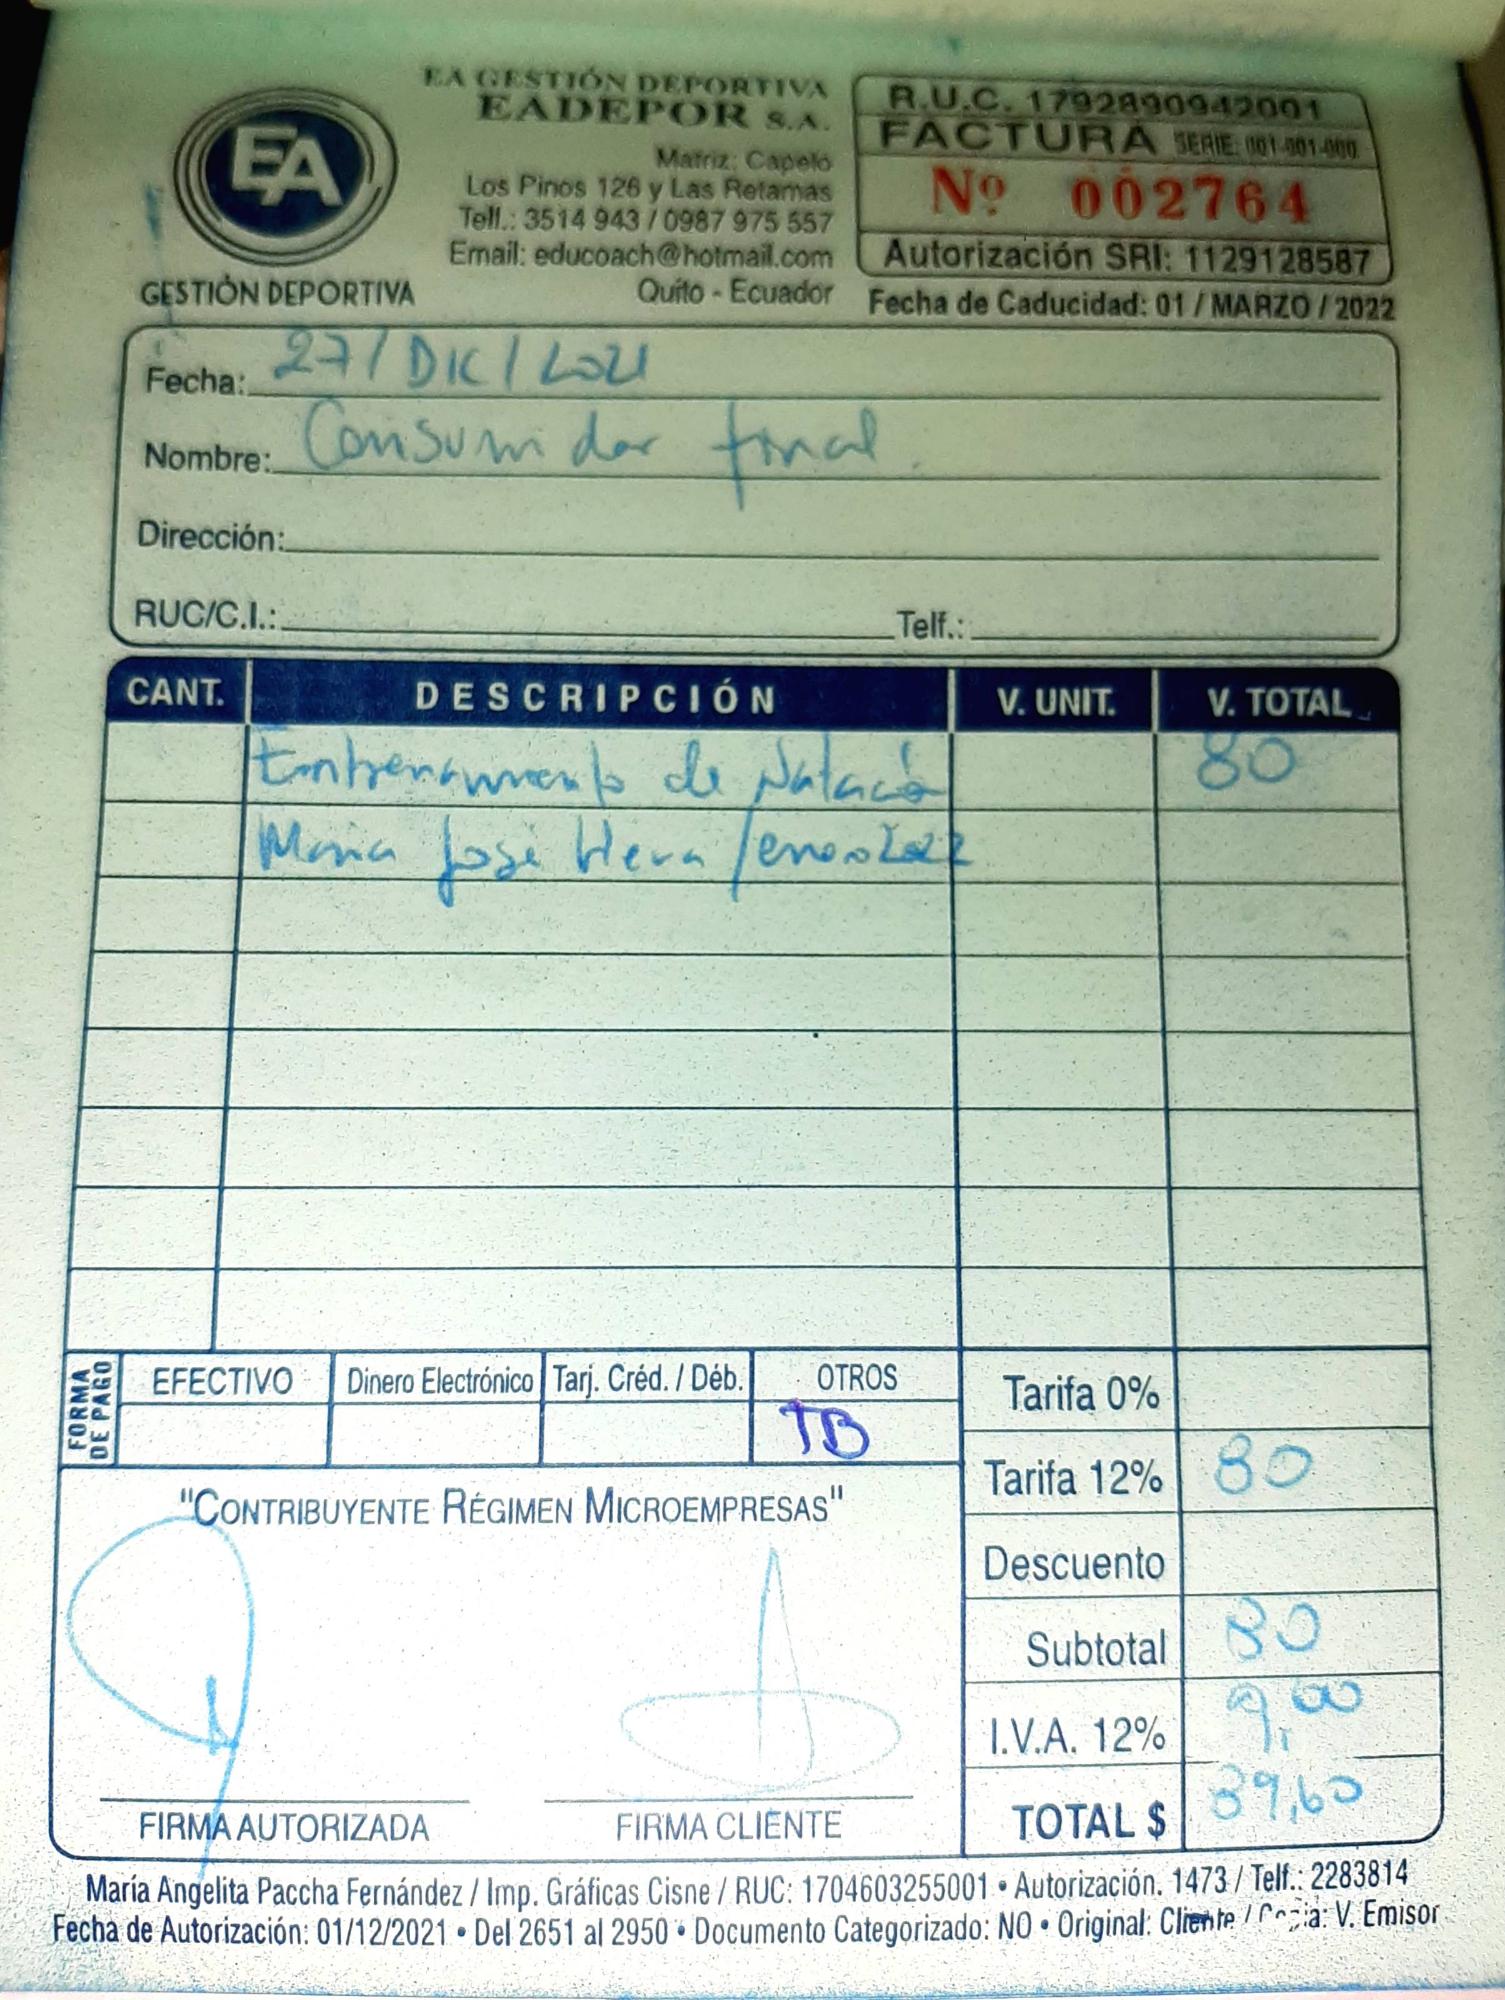 EA GESTIÓN DEPORTIVA
EADEPOR S.A.
Matriz: Capelo
Los Pinos 126 y Las Retamas
Telf.: 3514 943 / 0987 975 557
Email: educoach@hotmail.com
Quito - Ecuador
EA
GESTIÓN DEPORTIVA
R.U.C. 1792890942001
FACTURA SERIE: 001-001-000
Nº 002764
Autorización SRI: 1129128587
Fecha de Caducidad: 01 / MARZO / 2022
Fecha: 27/DIC/2021
Nombre: Consumidor final.
Dirección:
RUC/C.I.: Telf.:
CANT. DESCRIPCIÓN V. UNIT. V. TOTAL
Entrenamiento de Natación 80
Maria José /enero 2022
FORMA DE PAGO
EFECTIVO Dinero Electrónico Tarj. Créd. / Déb. OTROS
TB
Tarifa 0%
Tarifa 12% 80
Descuento
Subtotal 80
I.V.A. 12% 9,60
TOTAL $ 89,60
"CONTRIBUYENTE RÉGIMEN MICROEMPRESAS"
FIRMA AUTORIZADA FIRMA CLIENTE
María Angelita Paccha Fernández / Imp. Gráficas Cisne / RUC: 1704603255001 • Autorización. 1473 / Telf.: 2283814
Fecha de Autorización: 01/12/2021 • Del 2651 al 2950 • Documento Categorizado: NO • Original: Cliente / Copia: V. Emisor